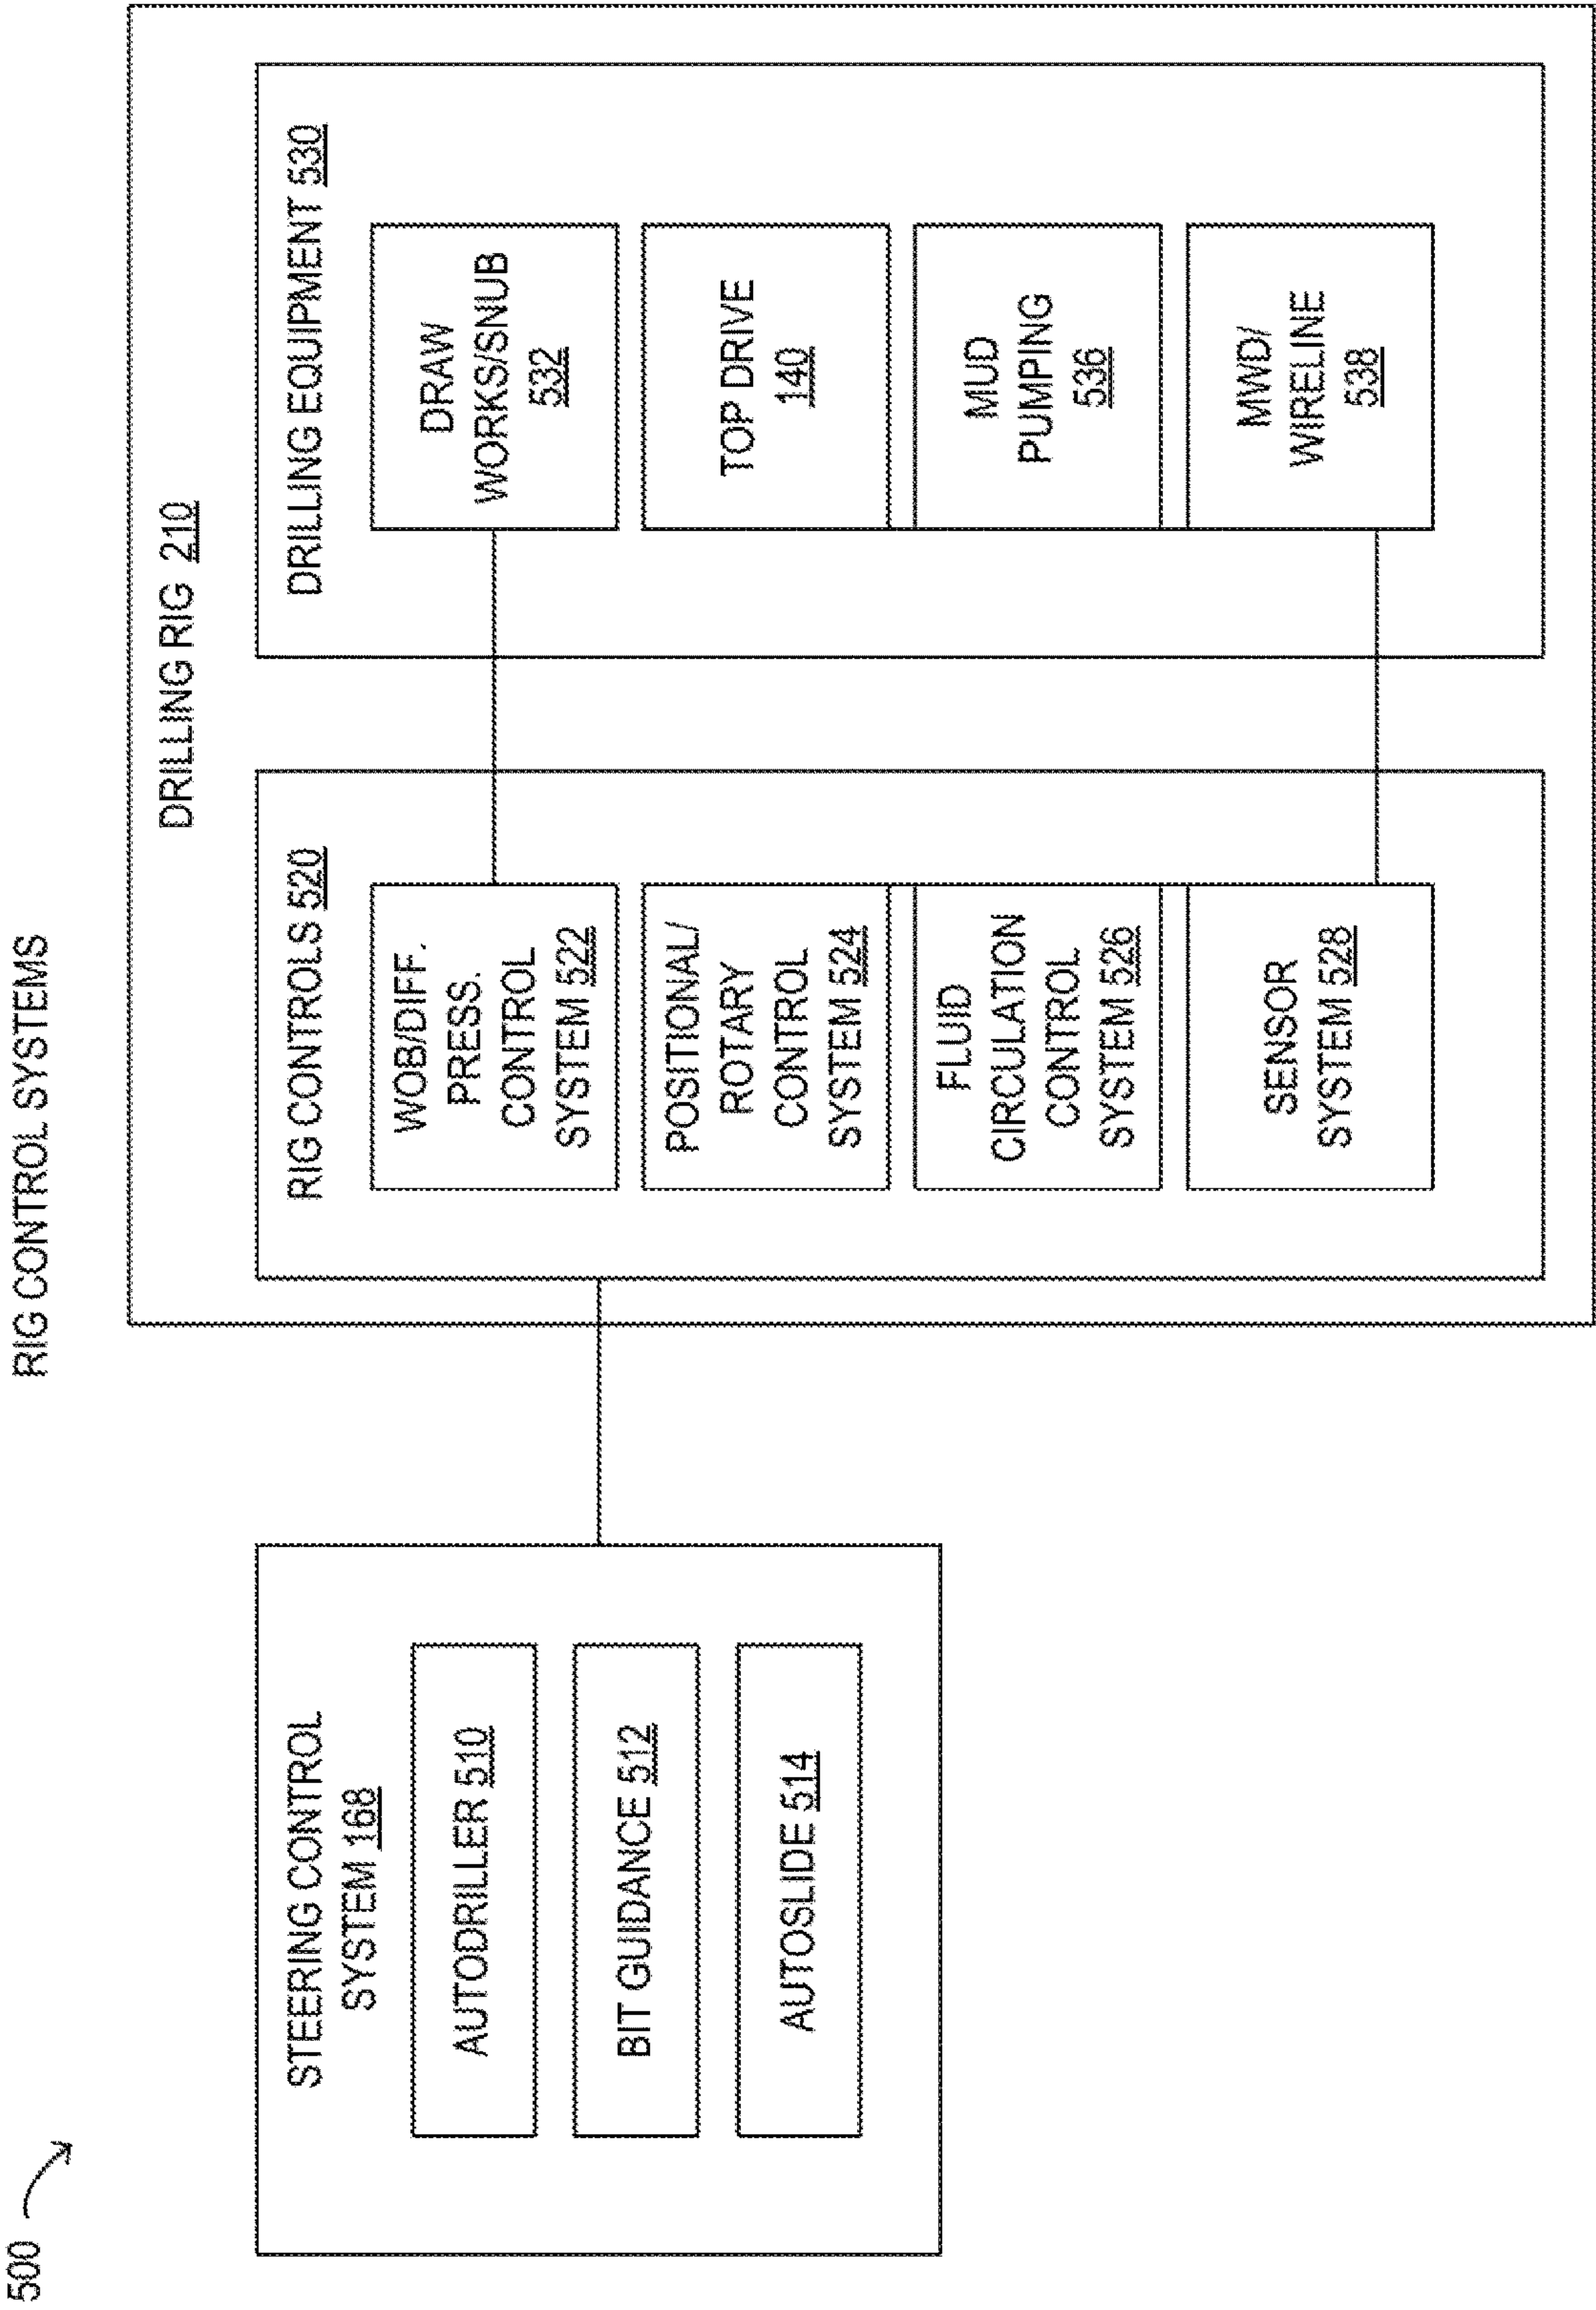 500
RIG CONTROL SYSTEMS
STEERING CONTROL
SYSTEM 168
AUTODRILLER 510
BIT GUIDANCE 512
AUTOSLIDE 514
DRILLING RIG 210
RIG CONTROLS 520
WOB/DIFF.
PRESS.
CONTROL
SYSTEM 522
POSITIONAL/
ROTARY
CONTROL
SYSTEM 524
FLUID
CIRCULATION
CONTROL
SYSTEM 526
SENSOR
SYSTEM 528
DRILLING EQUIPMENT 530
DRAW
WORKS/SNUB
532
TOP DRIVE
140
MUD
PUMPING
536
MWD/
WIRELINE
538